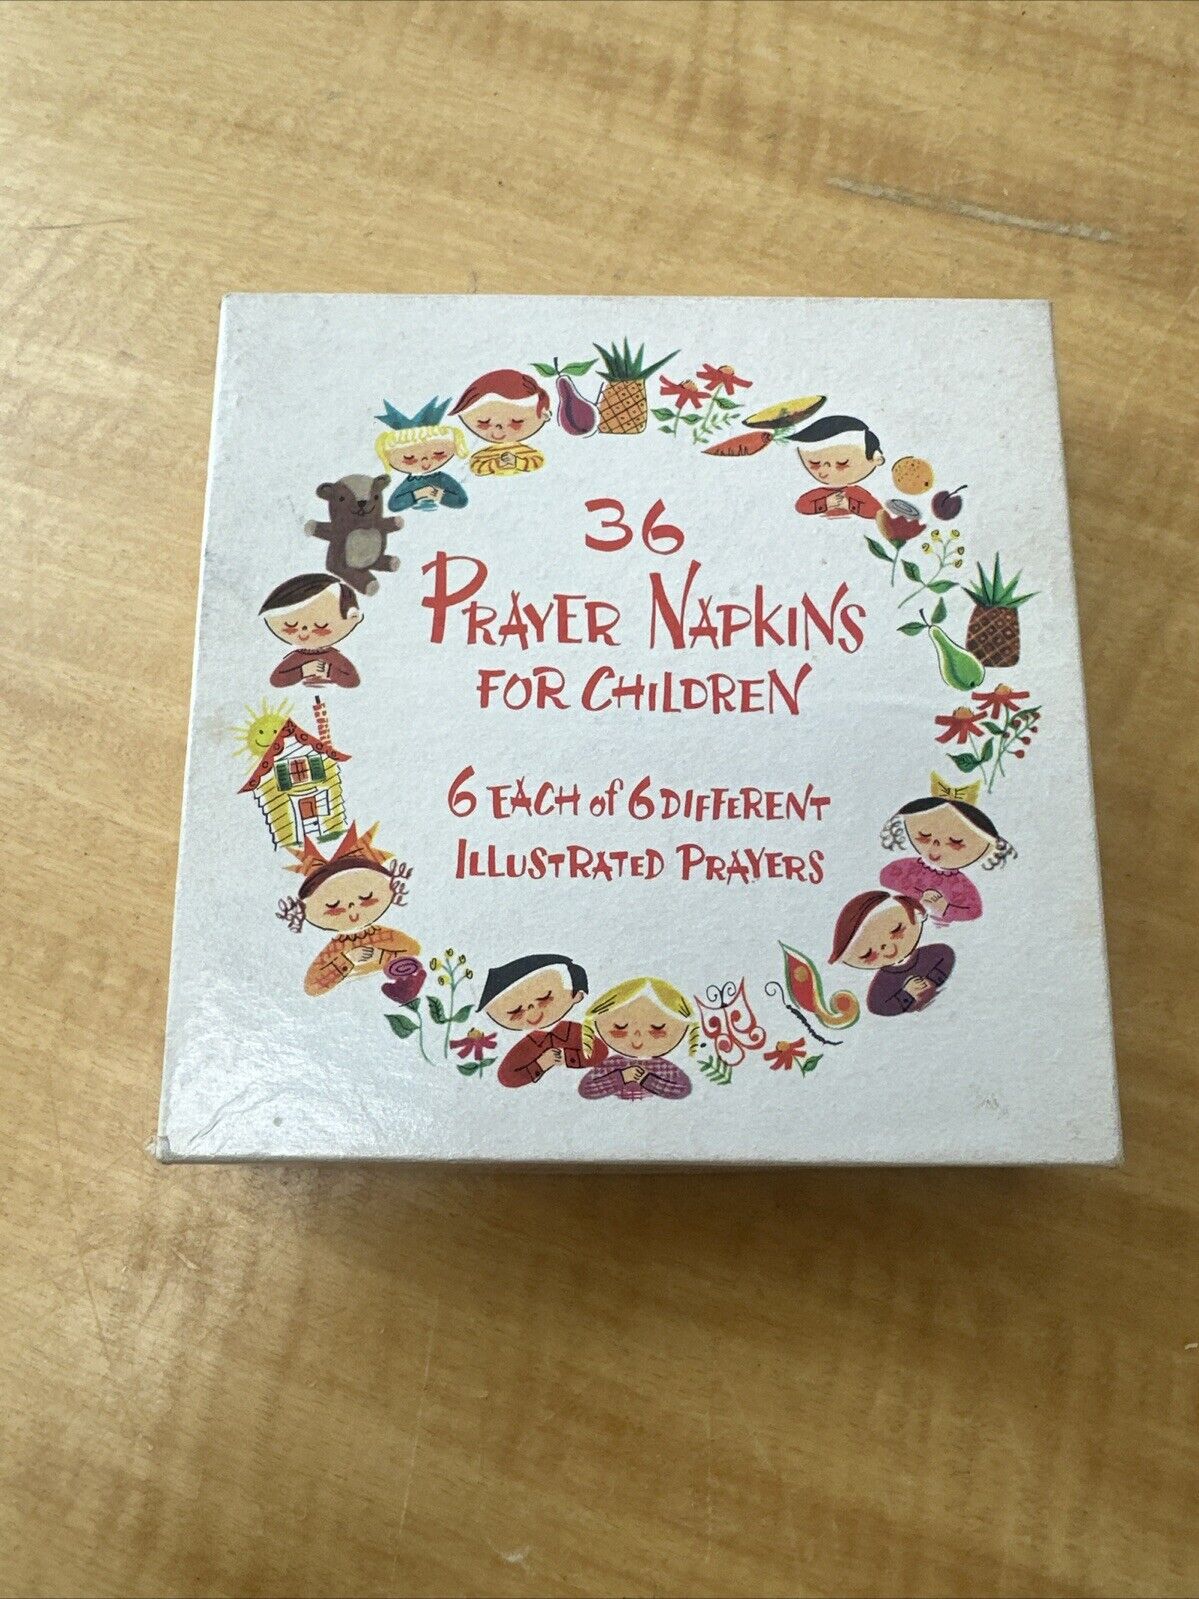 36
PRAYER NAPKINS
FOR CHILDREN
6 EACH of 6 DIFFERENT
ILLUSTRATED PRAYERS